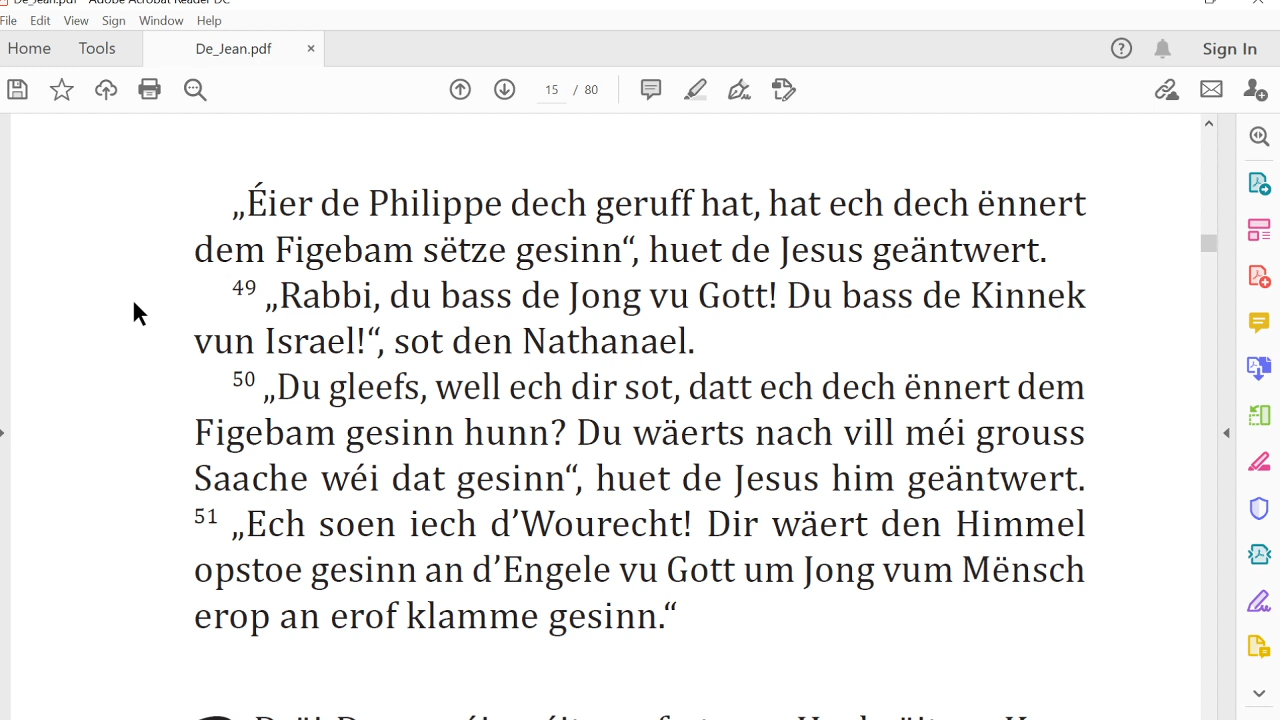 De_Jean.pdf - Adobe Acrobat Reader DC
File Edit View Sign Window Help
Home Tools De_Jean.pdf × Sign In
15 / 80
„Éier de Philippe dech geruff hat, hat ech dech ënnert
dem Figebam sëtze gesinn“, huet de Jesus geäntwert.
49 „Rabbi, du bass de Jong vu Gott! Du bass de Kinnek
vun Israel!“, sot den Nathanael.
50 „Du gleefs, well ech dir sot, datt ech dech ënnert dem
Figebam gesinn hunn? Du wäerts nach vill méi grouss
Saache wéi dat gesinn“, huet de Jesus him geäntwert.
51 „Ech soen iech d’Wourecht! Dir wäert den Himmel
opstoe gesinn an d’Engele vu Gott um Jong vum Mënsch
erop an erof klamme gesinn.“